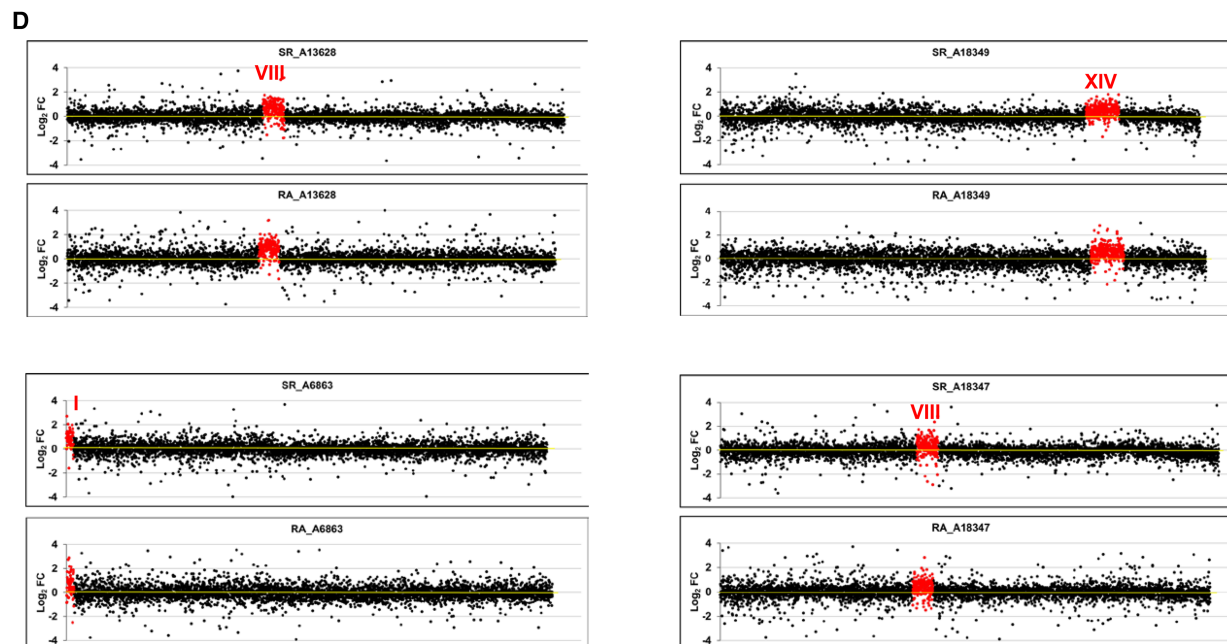 D
SR_A13628
VIII
4
2
0
-2
-4
Log2 FC
RA_A13628
4
2
0
-2
-4
Log2 FC
SR_A18349
XIV
4
2
0
-2
-4
Log2 FC
RA_A18349
4
2
0
-2
-4
Log2 FC
SR_A6863
I
4
2
0
-2
-4
Log2 FC
RA_A6863
4
2
0
-2
-4
Log2 FC
SR_A18347
VIII
4
2
0
-2
-4
Log2 FC
RA_A18347
4
2
0
-2
-4
Log2 FC